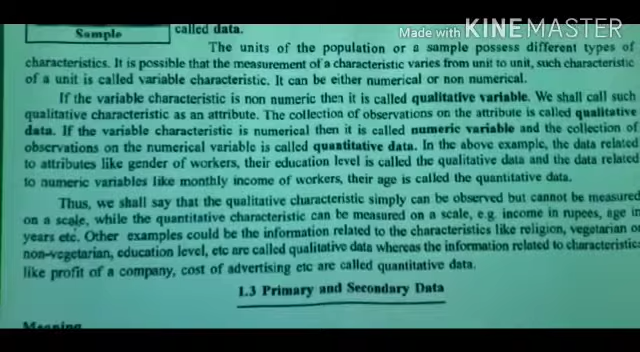 Made with KINEMASTER
Sample
called data.
The units of the population or a sample possess different types of
characteristics. It is possible that the measurement of a characteristic varies from unit to unit, such characteristic
of a unit is called variable characteristic. It can be either numerical or non numerical.
If the variable characteristic is non numeric then it is called qualitative variable. We shall call such
qualitative characteristic as an attribute. The collection of observations on the attribute is called qualitative
data. If the variable characteristic is numerical then it is called numeric variable and the collection of
observations on the numerical variable is called quantitative data. In the above example, the data related
to attributes like gender of workers, their education level is called the qualitative data and the data related
to numeric variables like monthly income of workers, their age is called the quantitative data.
Thus, we shall say that the qualitative characteristic simply can be observed but cannot be measured
on a scale, while the quantitative characteristic can be measured on a scale, e.g. income in rupees, age in
years etc. Other examples could be the information related to the characteristics like religion, vegetarian or
non-vegetarian, education level, etc are called qualitative data whereas the information related to characteristic
like profit of a company, cost of advertising etc are called quantitative data.
1.3 Primary and Secondary Data
Meaning